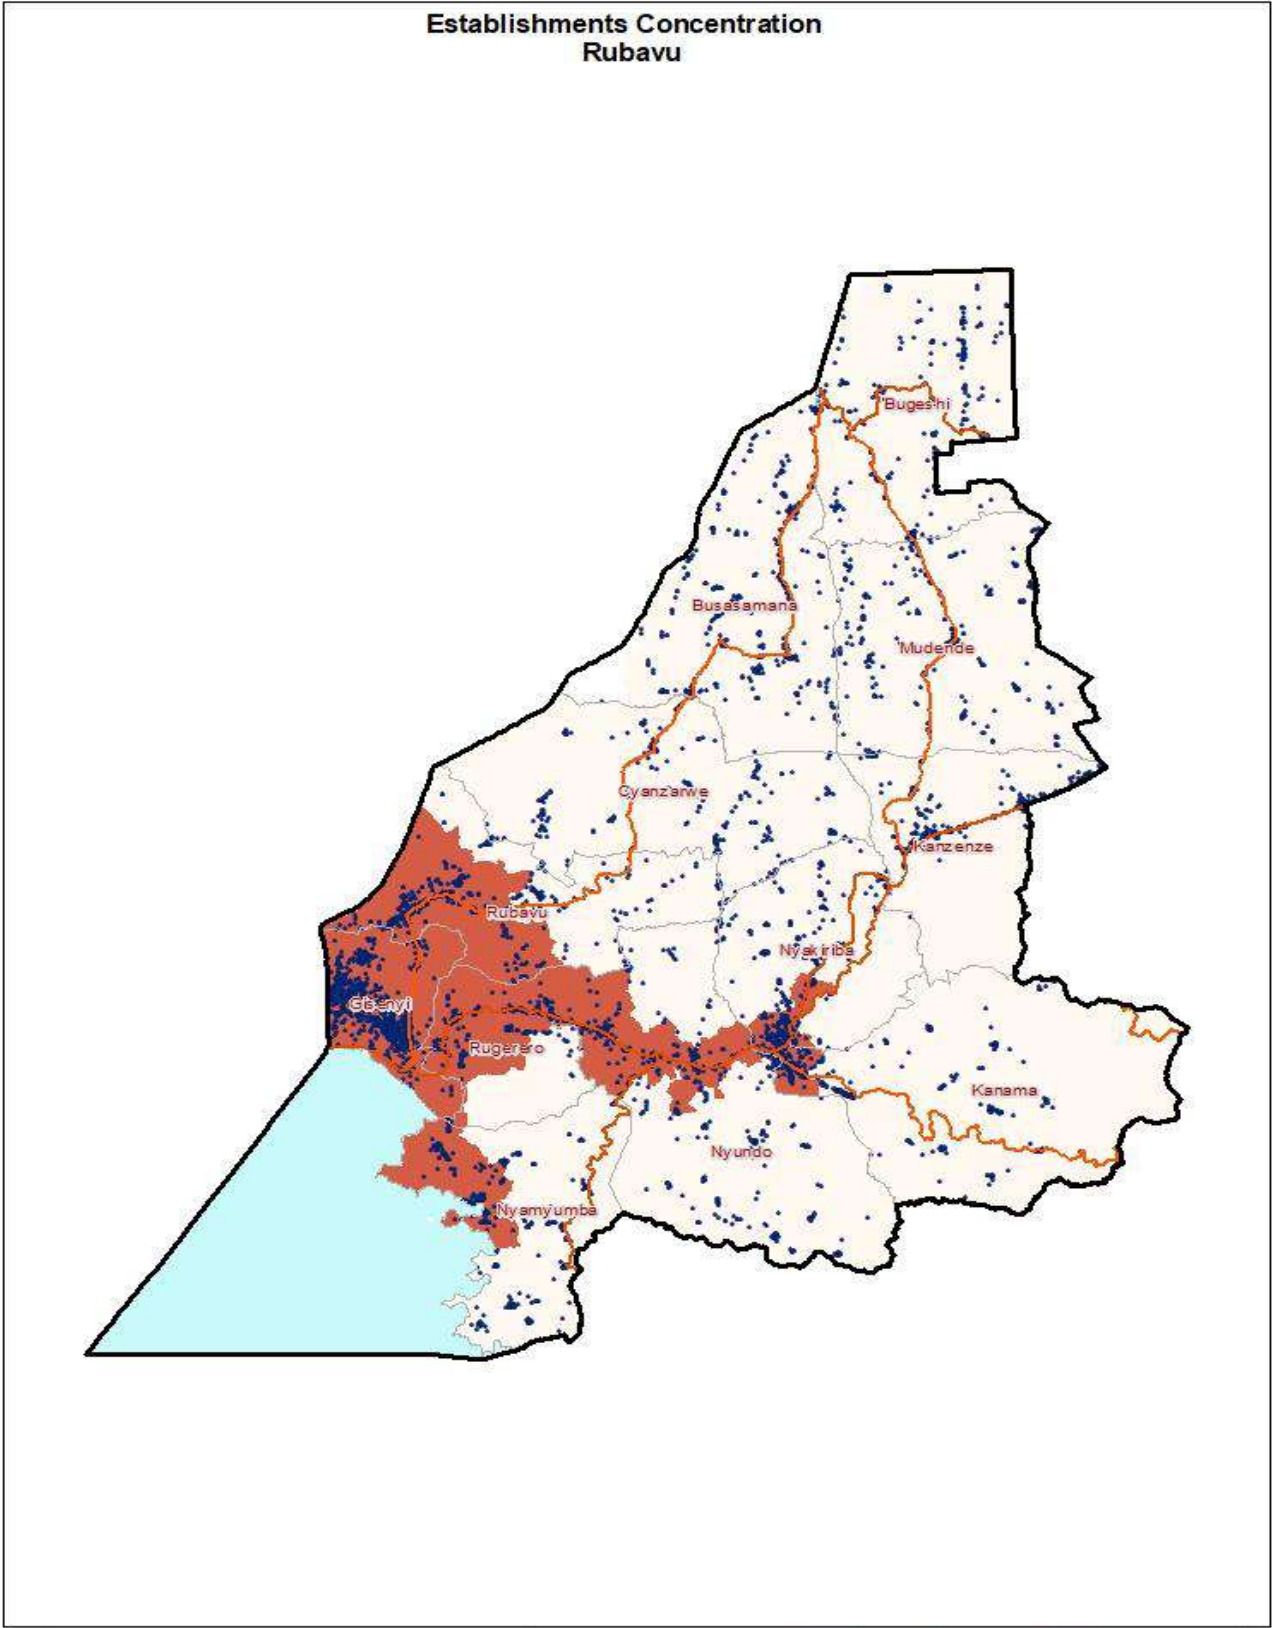 Establishments Concentration
Rubavu
Bugeshi
Busasamana
Mudende
Cyanzarwe
Kanzenze
Rubavu
Nyakiriba
Gisenyi
Rugerero
Kanama
Nyundo
Nyamyumba